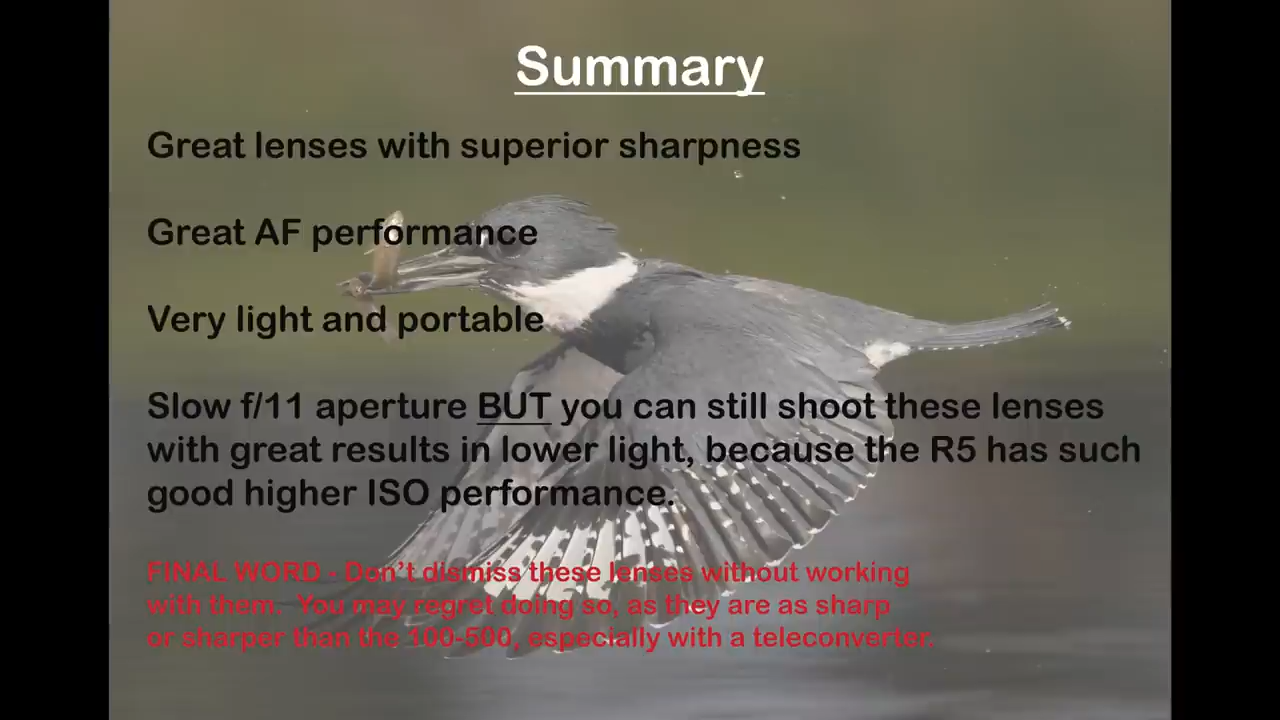 Summary
Great lenses with superior sharpness
Great AF performance
Very light and portable
Slow f/11 aperture BUT you can still shoot these lenses
with great results in lower light, because the R5 has such
good higher ISO performance.
FINAL WORD - Don't dismiss these lenses without working
with them.  You may regret doing so, as they are as sharp
or sharper than the 100-500, especially with a teleconverter.